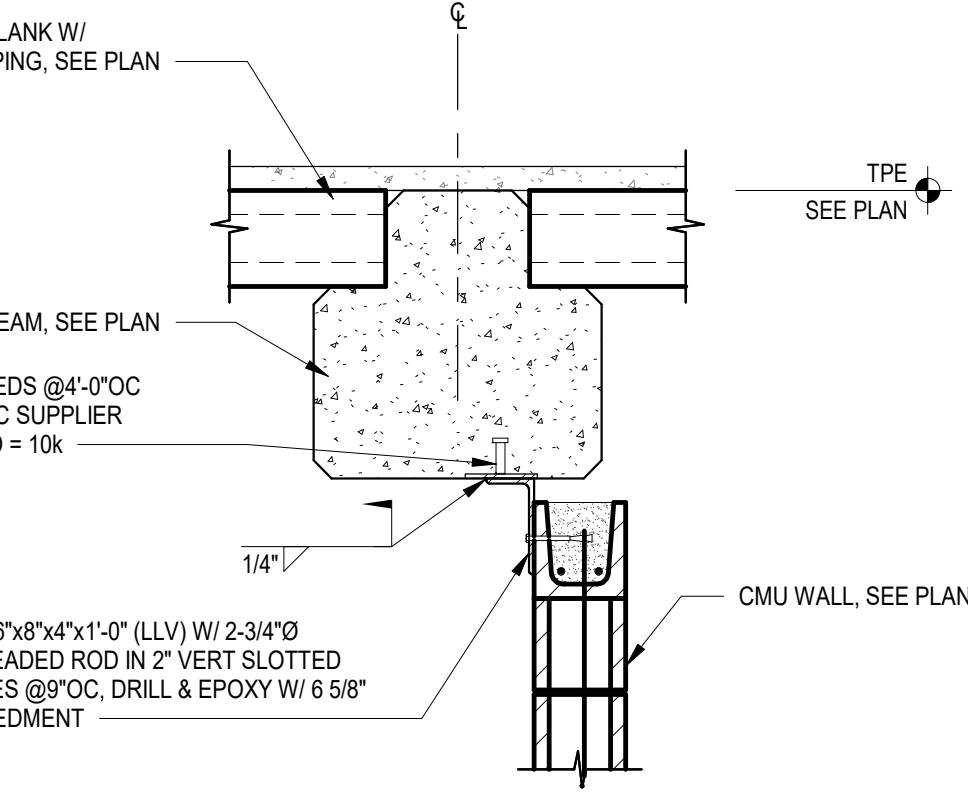 CL
LANK W/
PING, SEE PLAN
TPE
SEE PLAN
EAM, SEE PLAN
EDS @4'-0"OC
C SUPPLIER
= 10k
1/4"
CMU WALL, SEE PLAN
6"x8"x4"x1'-0" (LLV) W/ 2-3/4"Ø
EADED ROD IN 2" VERT SLOTTED
ES @9"OC, DRILL & EPOXY W/ 6 5/8"
EDMENT